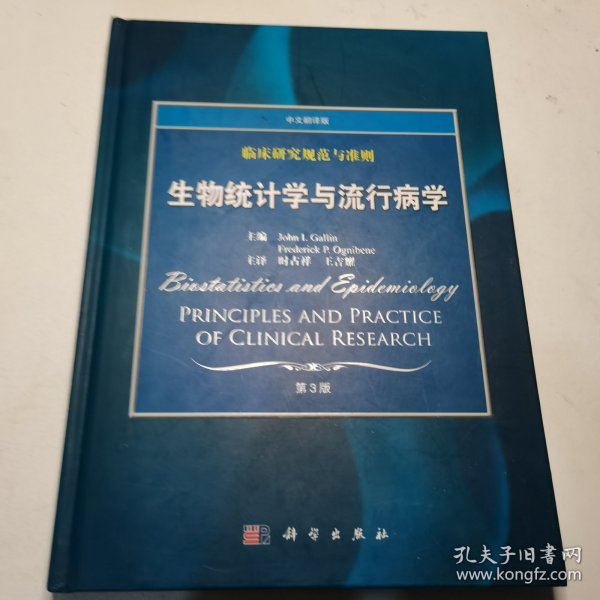 中文翻译版
临床研究规范与准则
生物统计学与流行病学
主编 John I. Gallin
Frederick P. Ognibene
主译 时占祥 王吉耀
Biostatistics and Epidemiology
PRINCIPLES AND PRACTICE
OF CLINICAL RESEARCH
第3版
科学出版社
孔夫子旧书网
www.kongfz.com